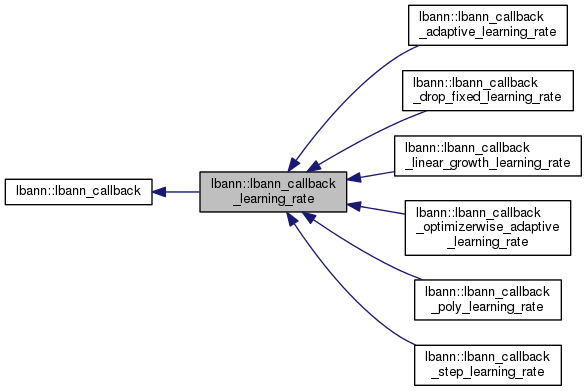 lbann::lbann_callback
_adaptive_learning_rate
lbann::lbann_callback
_drop_fixed_learning_rate
lbann::lbann_callback
_linear_growth_learning_rate
lbann::lbann_callback
lbann::lbann_callback
_learning_rate
lbann::lbann_callback
_optimizerwise_adaptive
_learning_rate
lbann::lbann_callback
_poly_learning_rate
lbann::lbann_callback
_step_learning_rate